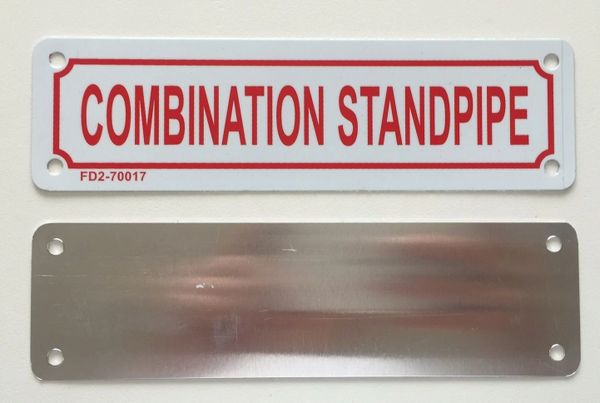 COMBINATION STANDPIPE
FD2-70017